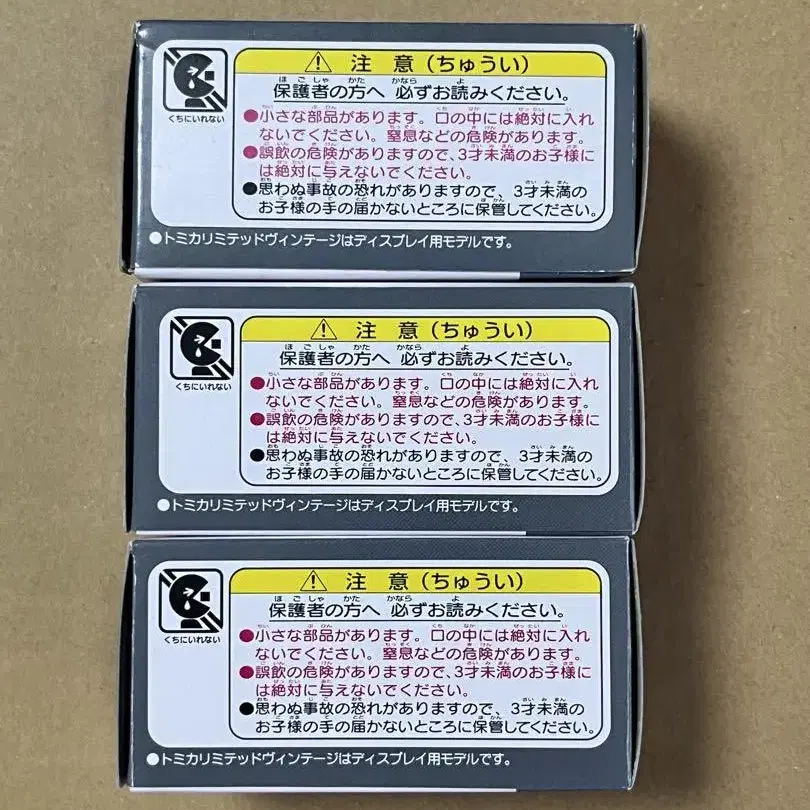 くちにいれない
⚠ 注 意 (ちゅうい)
保護者の方へ 必ずお読みください。
●小さな部品があります。口の中には絶対に入れ
ないでください。窒息などの危険があります。
●誤飲の危険がありますので、3才未満のお子様に
は絶対に与えないでください。
●思わぬ事故の恐れがありますので、3才未満の
お子様の手の届かないところに保管してください。
●トミカリミテッドヴィンテージはディスプレイ用モデルです。
くちにいれない
⚠ 注 意 (ちゅうい)
保護者の方へ 必ずお読みください。
●小さな部品があります。口の中には絶対に入れ
ないでください。窒息などの危険があります。
●誤飲の危険がありますので、3才未満のお子様に
は絶対に与えないでください。
●思わぬ事故の恐れがありますので、3才未満の
お子様の手の届かないところに保管してください。
●トミカリミテッドヴィンテージはディスプレイ用モデルです。
くちにいれない
⚠ 注 意 (ちゅうい)
保護者の方へ 必ずお読みください。
●小さな部品があります。口の中には絶対に入れ
ないでください。窒息などの危険があります。
●誤飲の危険がありますので、3才未満のお子様に
は絶対に与えないでください。
●思わぬ事故の恐れがありますので、3才未満の
お子様の手の届かないところに保管してください。
●トミカリミテッドヴィンテージはディスプレイ用モデルです。